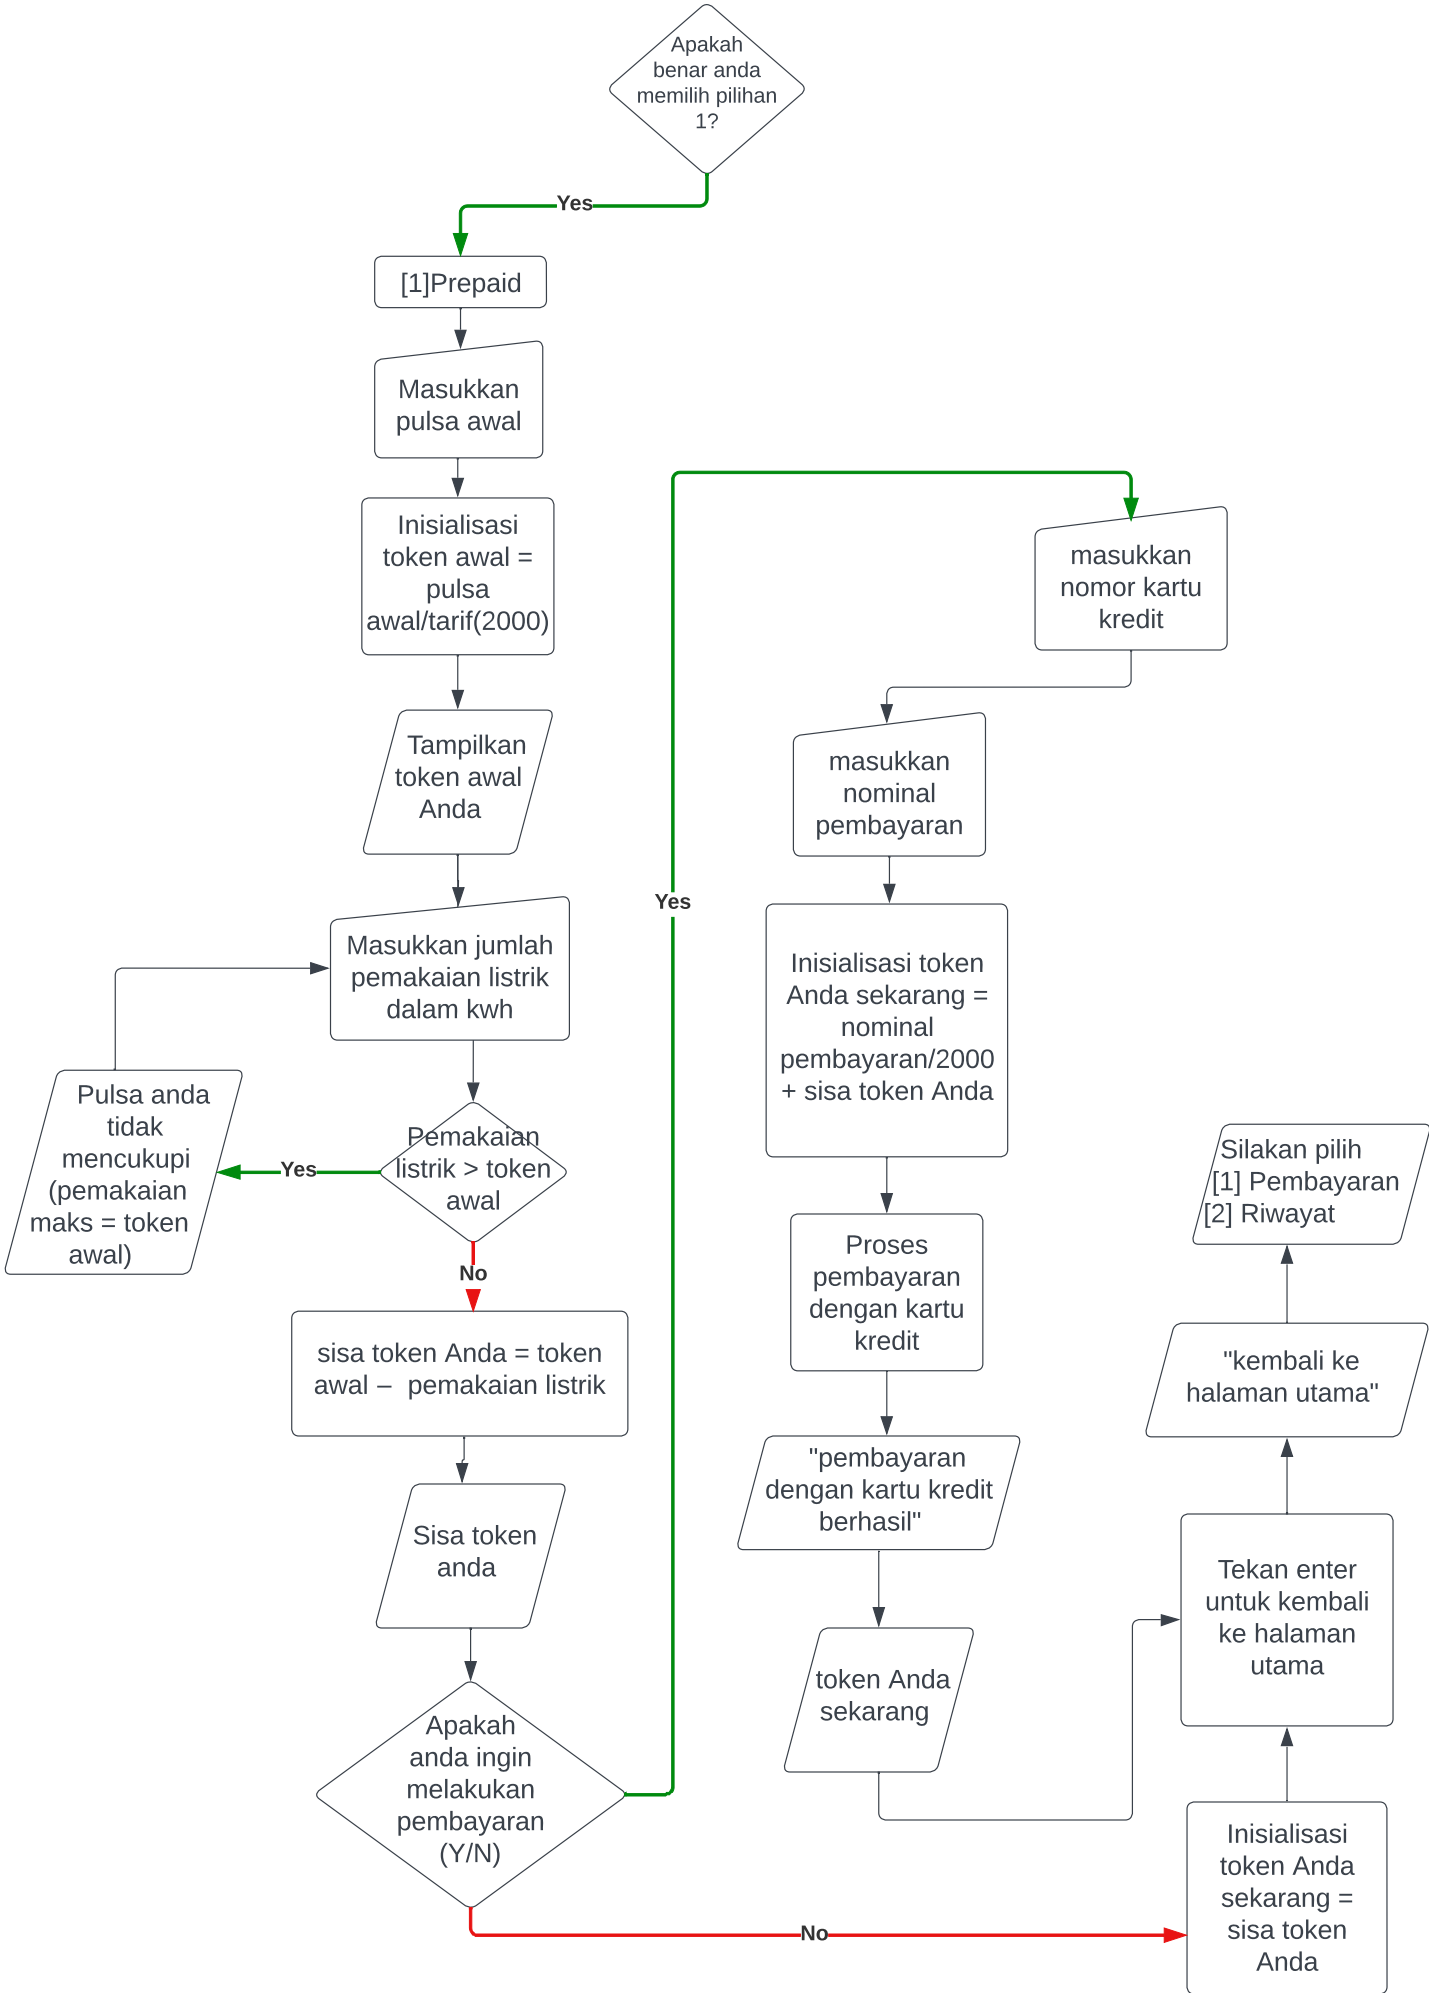 Apakah
benar anda
memilih pilihan
1?
Yes
[1]Prepaid
Masukkan
pulsa awal
Inisialisasi
token awal =
pulsa
awal/tarif(2000)
Tampilkan
token awal
Anda
Masukkan jumlah
pemakaian listrik
dalam kwh
Pemakaian
listrik > token
awal
Yes
Pulsa anda
tidak
mencukupi
(pemakaian
maks = token
awal)
No
sisa token Anda = token
awal –  pemakaian listrik
Sisa token
anda
Apakah
anda ingin
melakukan
pembayaran
(Y/N)
Yes
masukkan
nomor kartu
kredit
masukkan
nominal
pembayaran
Inisialisasi token
Anda sekarang =
nominal
pembayaran/2000
+ sisa token Anda
Proses
pembayaran
dengan kartu
kredit
"pembayaran
dengan kartu kredit
berhasil"
token Anda
sekarang
No
Inisialisasi
token Anda
sekarang =
sisa token
Anda
Tekan enter
untuk kembali
ke halaman
utama
"kembali ke
halaman utama"
Silakan pilih
[1] Pembayaran
[2] Riwayat